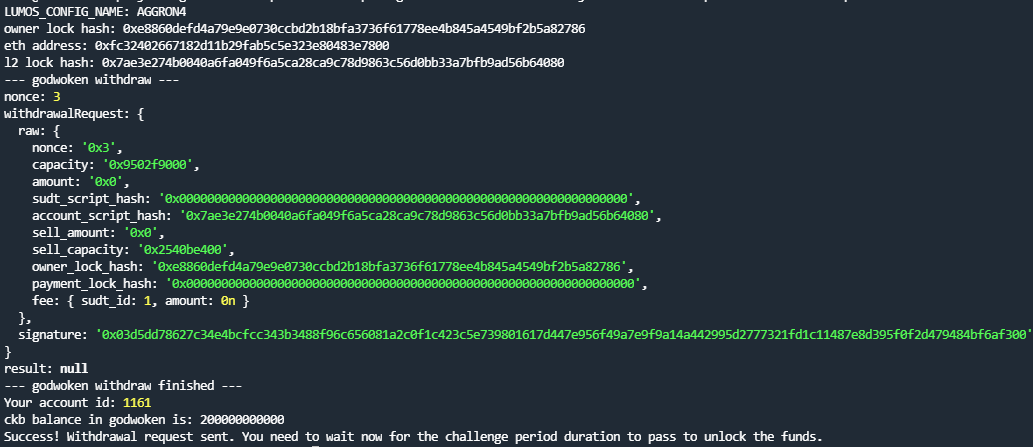 LUMOS_CONFIG_NAME: AGGRON4
owner lock hash: 0xe8860defd4a79e9e0730ccbd2b18bfa3736f61778ee4b845a4549bf2b5a82786
eth address: 0xfc32402667182d11b29fab5c5e323e80483e7800
l2 lock hash: 0x7ae3e274b0040a6fa049f6a5ca28ca9c78d9863c56d0bb33a7bfb9ad56b64080
--- godwoken withdraw ---
nonce: 3
withdrawalRequest: {
  raw: {
    nonce: '0x3',
    capacity: '0x9502f9000',
    amount: '0x0',
    sudt_script_hash: '0x0000000000000000000000000000000000000000000000000000000000000000',
    account_script_hash: '0x7ae3e274b0040a6fa049f6a5ca28ca9c78d9863c56d0bb33a7bfb9ad56b64080',
    sell_amount: '0x0',
    sell_capacity: '0x2540be400',
    owner_lock_hash: '0xe8860defd4a79e9e0730ccbd2b18bfa3736f61778ee4b845a4549bf2b5a82786',
    payment_lock_hash: '0x0000000000000000000000000000000000000000000000000000000000000000',
    fee: { sudt_id: 1, amount: 0n }
  },
  signature: '0x03d5dd78627c34e4bcfcc343b3488f96c656081a2c0f1c423c5e739801617d447e956f49a7e9f9a14a442995d2777321fd1c11487e8d395f0f2d479484bf6af300'
}
result: null
--- godwoken withdraw finished ---
Your account id: 1161
ckb balance in godwoken is: 200000000000
Success! Withdrawal request sent. You need to wait now for the challenge period duration to pass to unlock the funds.